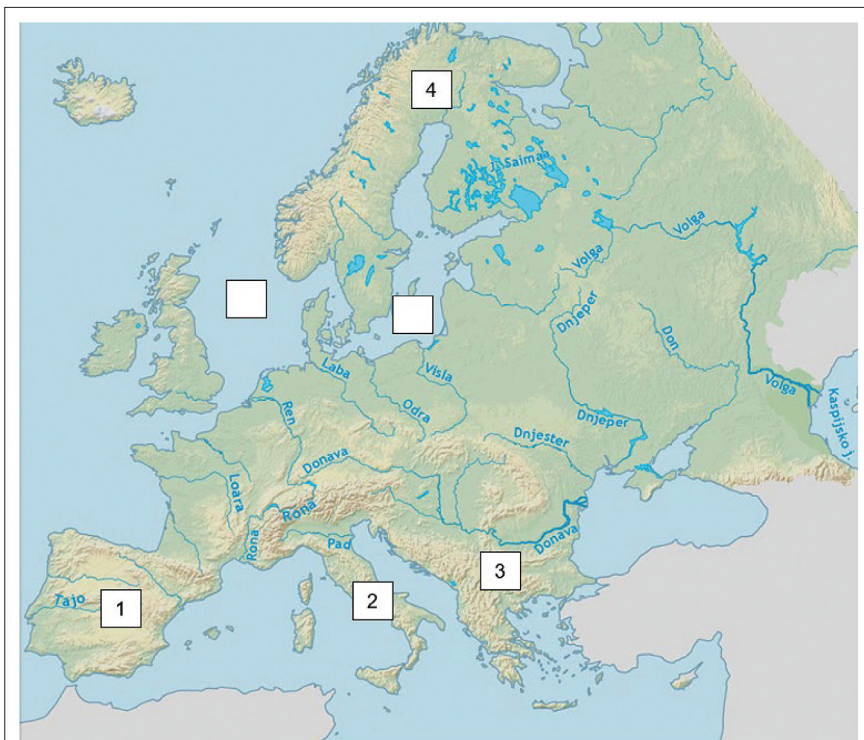 4
J. Saimaa
Volga
Volga
Dnjeper
Don
Laba
Visla
Odra
Ren
Volga
Kaspijsko j.
Dnjeper
Dnjester
Donava
Loara
Rona
Rona
Pad
Donava
3
Tajo
1
2